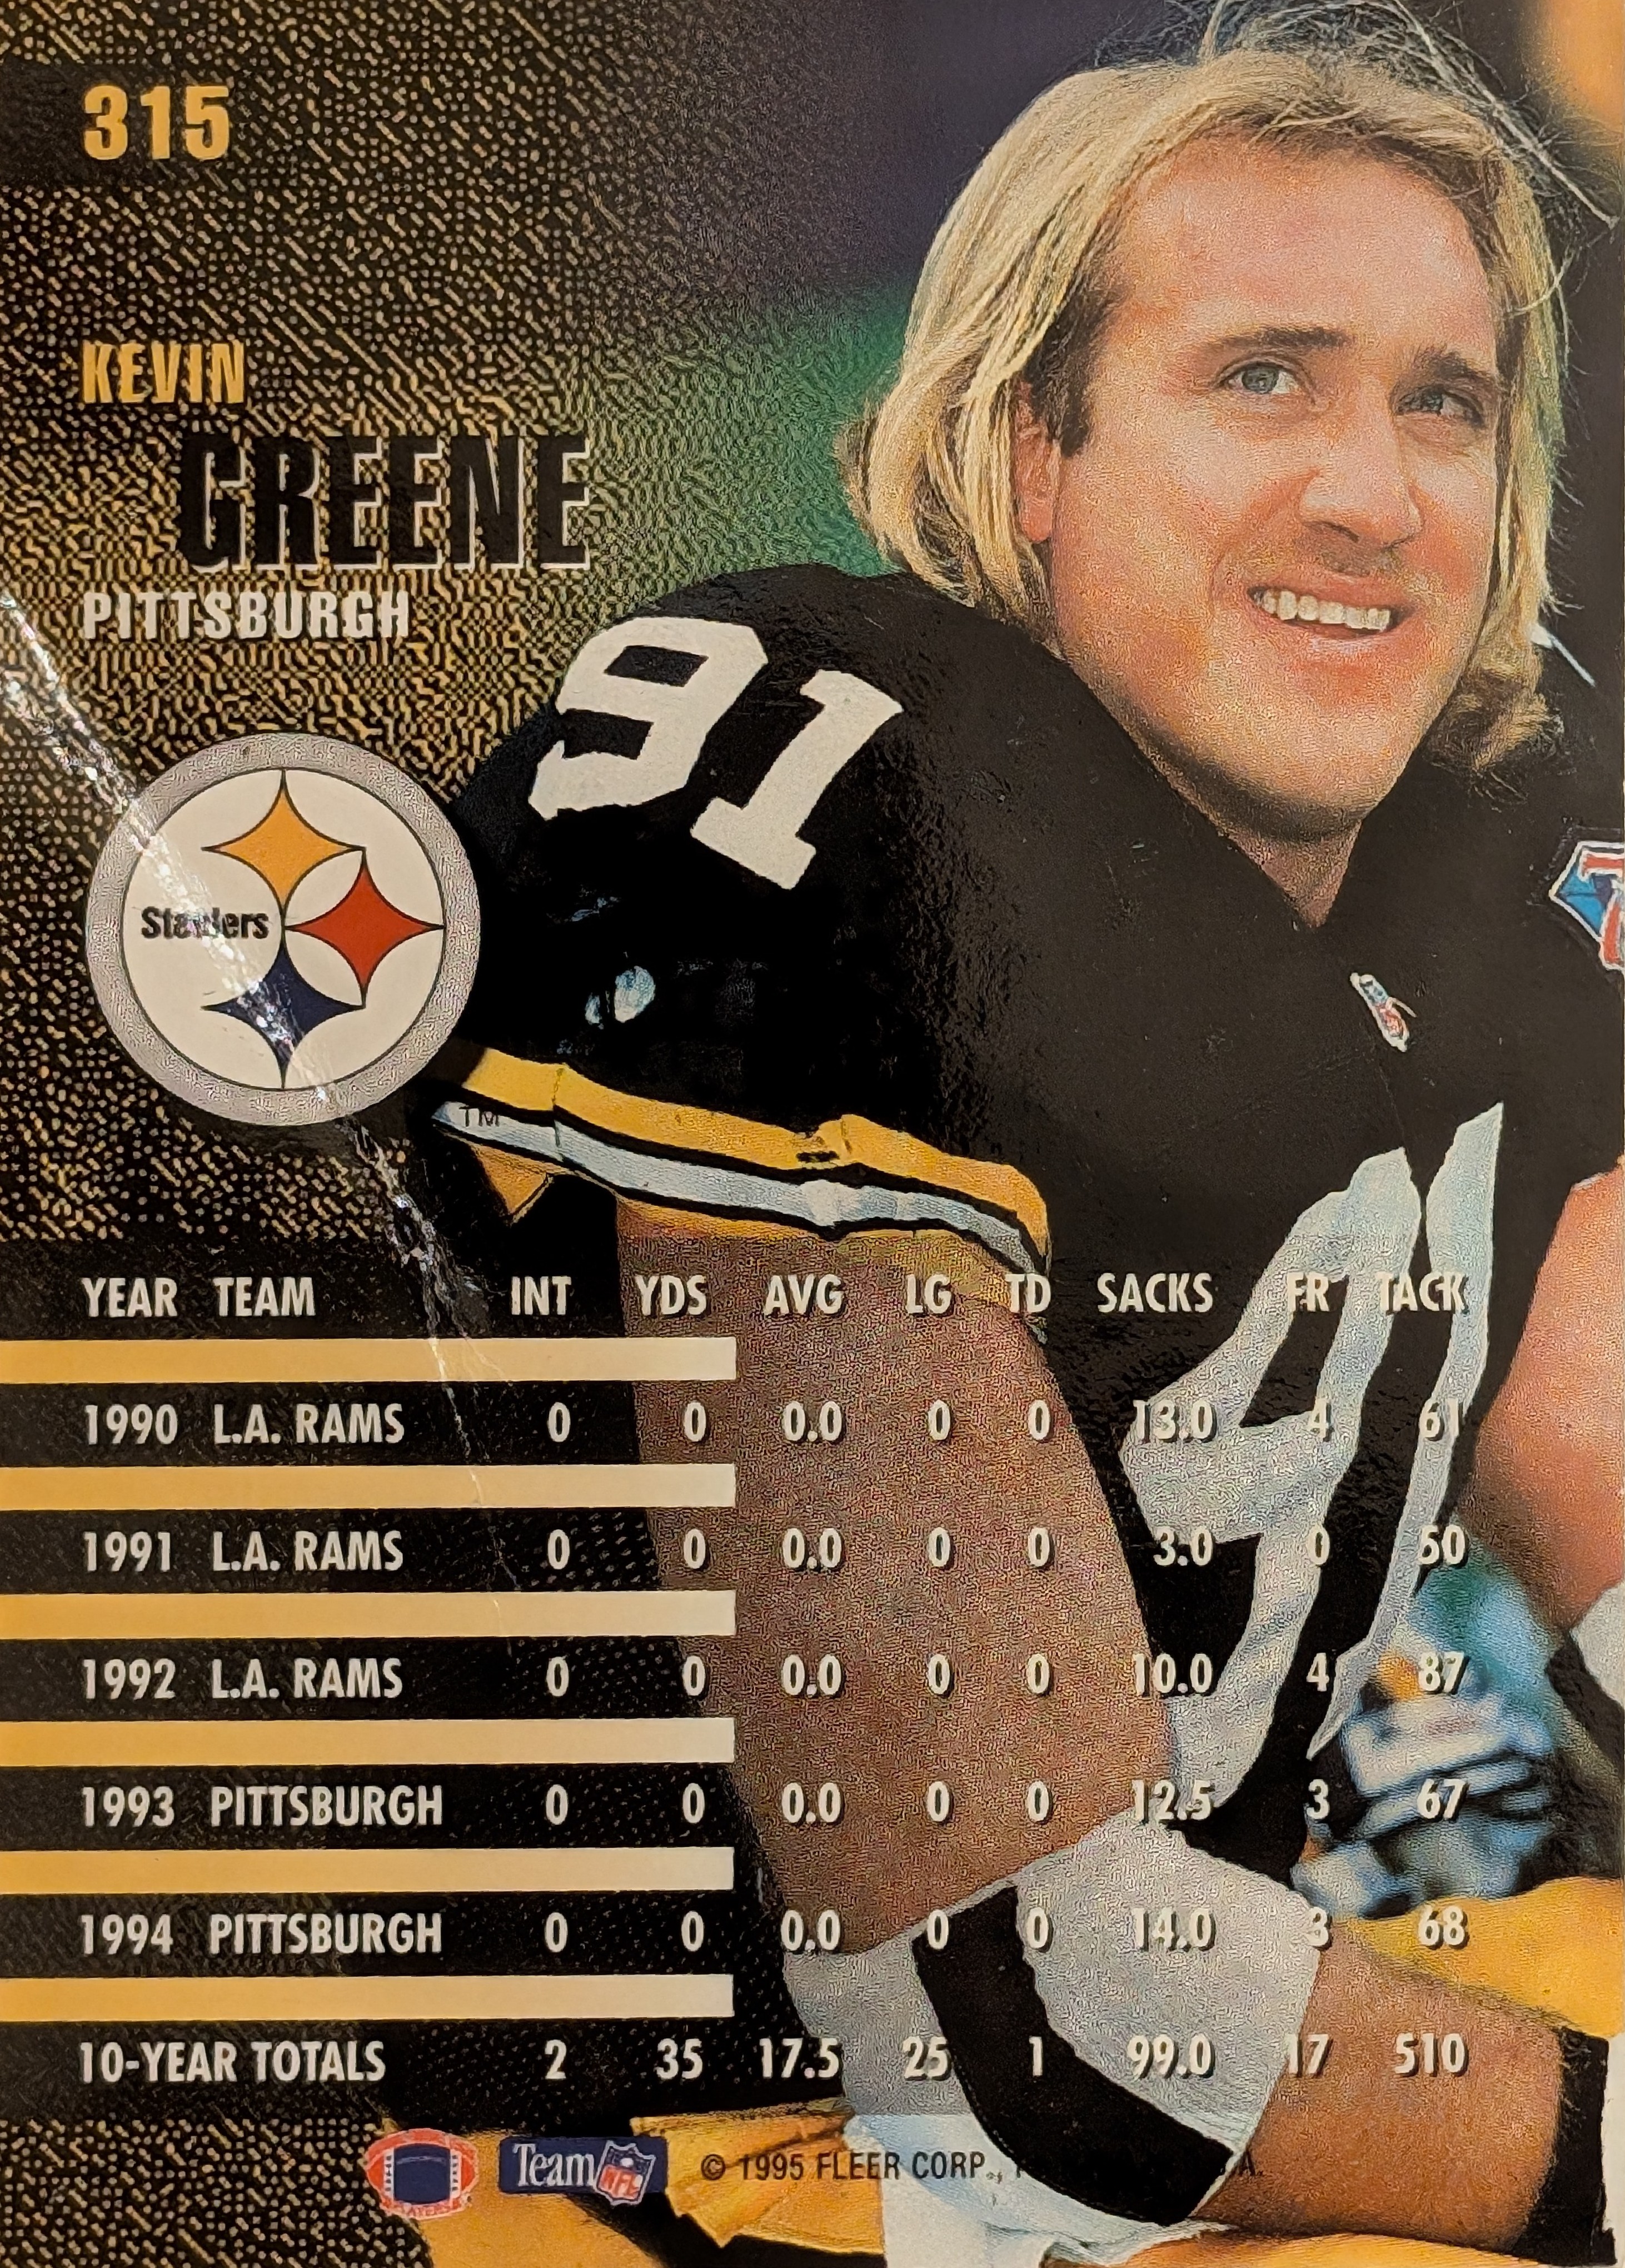 315
KEVIN
GREENE
PITTSBURGH
91
Steelers
TM
YEAR TEAM INT YDS AVG LG TD SACKS FR TACK
1990 L.A. RAMS 0 0 0.0 0 0 13.0 4 61
1991 L.A. RAMS 0 0 0.0 0 0 3.0 0 50
1992 L.A. RAMS 0 0 0.0 0 0 10.0 4 87
1993 PITTSBURGH 0 0 0.0 0 0 12.5 3 67
1994 PITTSBURGH 0 0 0.0 0 0 14.0 3 68
10-YEAR TOTALS 2 35 17.5 25 1 99.0 17 510
Team NFL © 1995 FLEER CORP.,